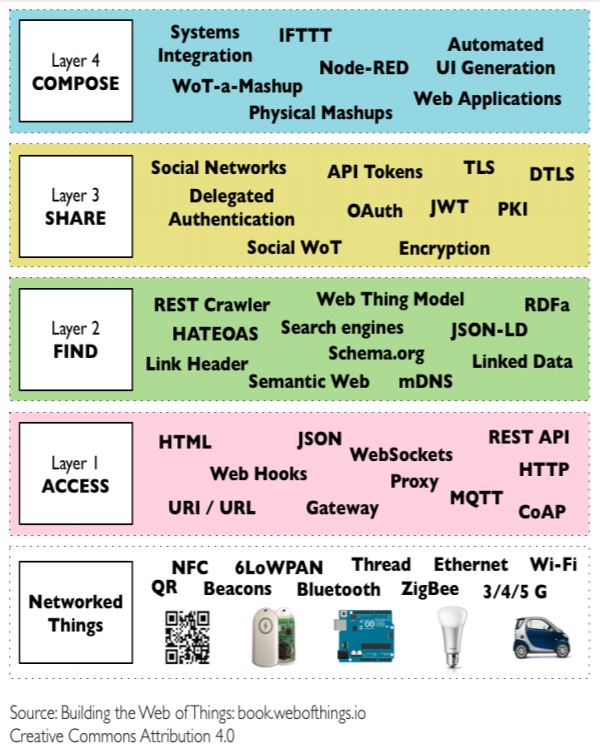 Layer 4
COMPOSE
Systems
Integration
IFTTT
Node-RED
Automated
UI Generation
WoT-a-Mashup
Physical Mashups
Web Applications
Layer 3
SHARE
Social Networks
API Tokens
TLS
DTLS
Delegated
Authentication
OAuth
JWT
PKI
Social WoT
Encryption
Layer 2
FIND
REST Crawler
Web Thing Model
RDFa
HATEOAS
Search engines
JSON-LD
Link Header
Schema.org
Linked Data
Semantic Web
mDNS
Layer 1
ACCESS
HTML
JSON
REST API
WebSockets
Web Hooks
Proxy
HTTP
URI / URL
Gateway
MQTT
CoAP
Networked
Things
NFC
6LoWPAN
Thread
Ethernet
Wi-Fi
QR
Beacons
Bluetooth
ZigBee
3/4/5 G
Source: Building the Web of Things: book.webofthings.io
Creative Commons Attribution 4.0